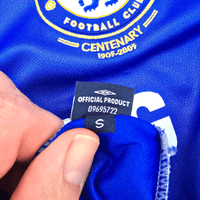 FOOTBALL CLUB
CENTENARY
1905-2005
OFFICIAL PRODUCT
09695722
S